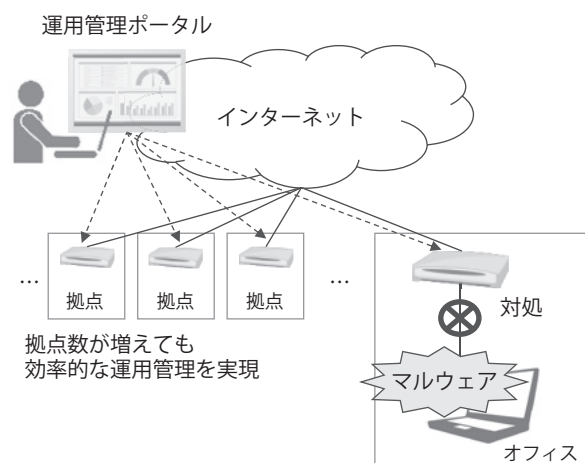 運用管理ポータル
インターネット
…
拠点
拠点
拠点
…
対処
拠点数が増えても
効率的な運用管理を実現
マルウェア
オフィス